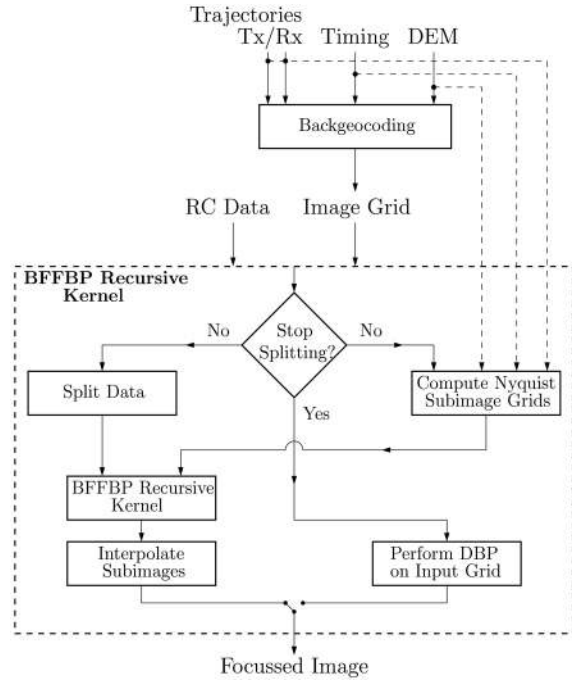 Trajectories
Tx/Rx Timing DEM
Backgeocoding
RC Data Image Grid
BFFBP Recursive
Kernel
No Stop No
Splitting?
Split Data
Compute Nyquist
Subimage Grids
Yes
BFFBP Recursive
Kernel
Interpolate
Subimages
Perform DBP
on Input Grid
Focussed Image